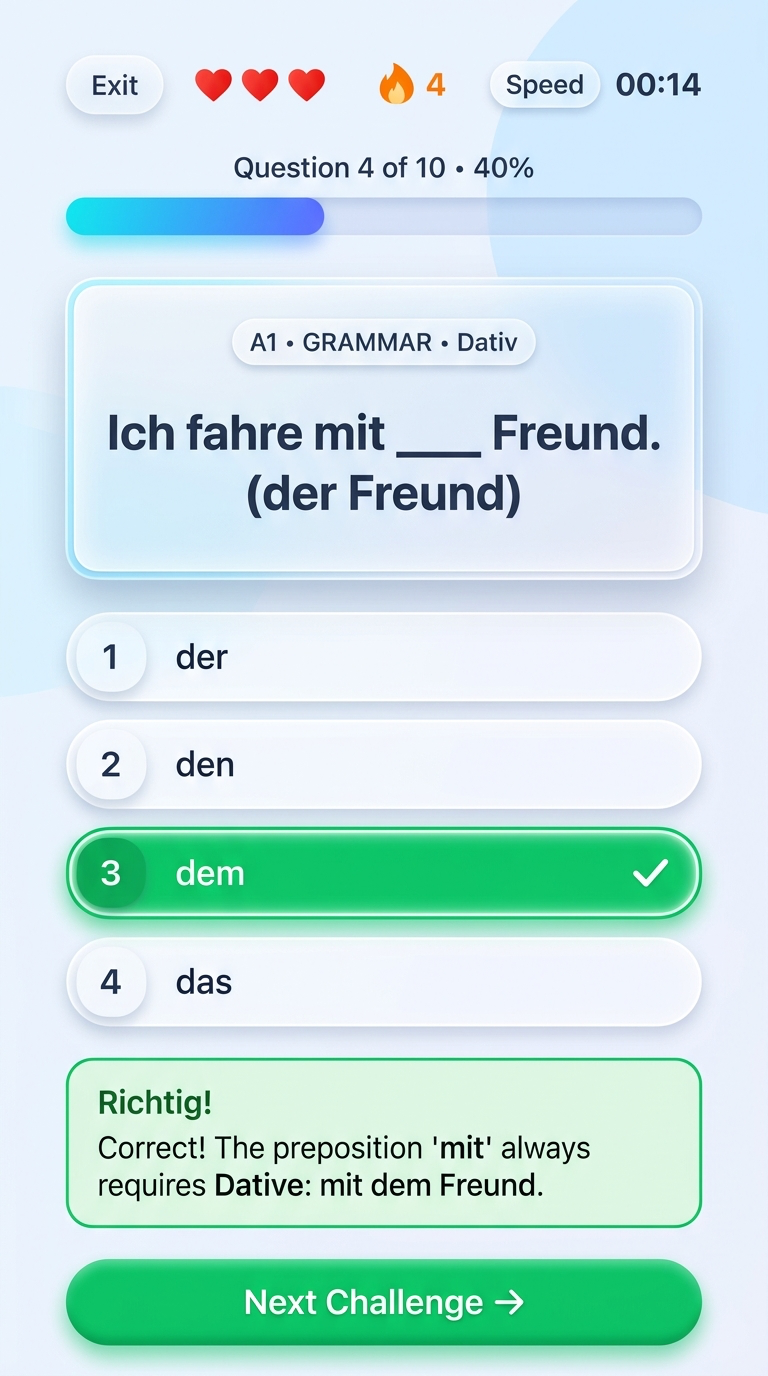 Exit 4 Speed 00:14
Question 4 of 10 • 40%
A1 • GRAMMAR • Dativ
Ich fahre mit ____ Freund.
(der Freund)
1 der
2 den
3 dem
4 das
Richtig!
Correct! The preposition 'mit' always
requires Dative: mit dem Freund.
Next Challenge →